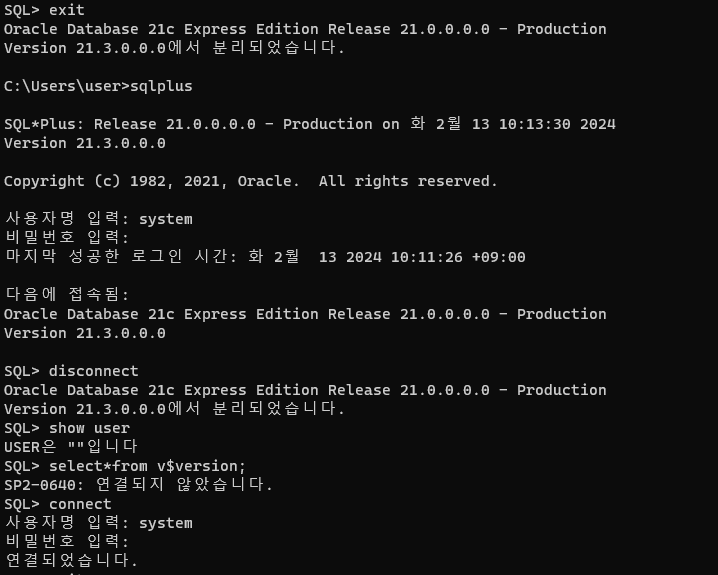 SQL> exit
Oracle Database 21c Express Edition Release 21.0.0.0.0 - Production
Version 21.3.0.0.0에서 분리되었습니다.
C:\Users\user>sqlplus
SQL*Plus: Release 21.0.0.0.0 - Production on 화 2월 13 10:13:30 2024
Version 21.3.0.0.0
Copyright (c) 1982, 2021, Oracle.  All rights reserved.
사용자명 입력: system
비밀번호 입력:
마지막 성공한 로그인 시간: 화 2월  13 2024 10:11:26 +09:00
다음에 접속됨:
Oracle Database 21c Express Edition Release 21.0.0.0.0 - Production
Version 21.3.0.0.0
SQL> disconnect
Oracle Database 21c Express Edition Release 21.0.0.0.0 - Production
Version 21.3.0.0.0에서 분리되었습니다.
SQL> show user
USER은 ""입니다
SQL> select*from v$version;
SP2-0640: 연결되지 않았습니다.
SQL> connect
사용자명 입력: system
비밀번호 입력:
연결되었습니다.